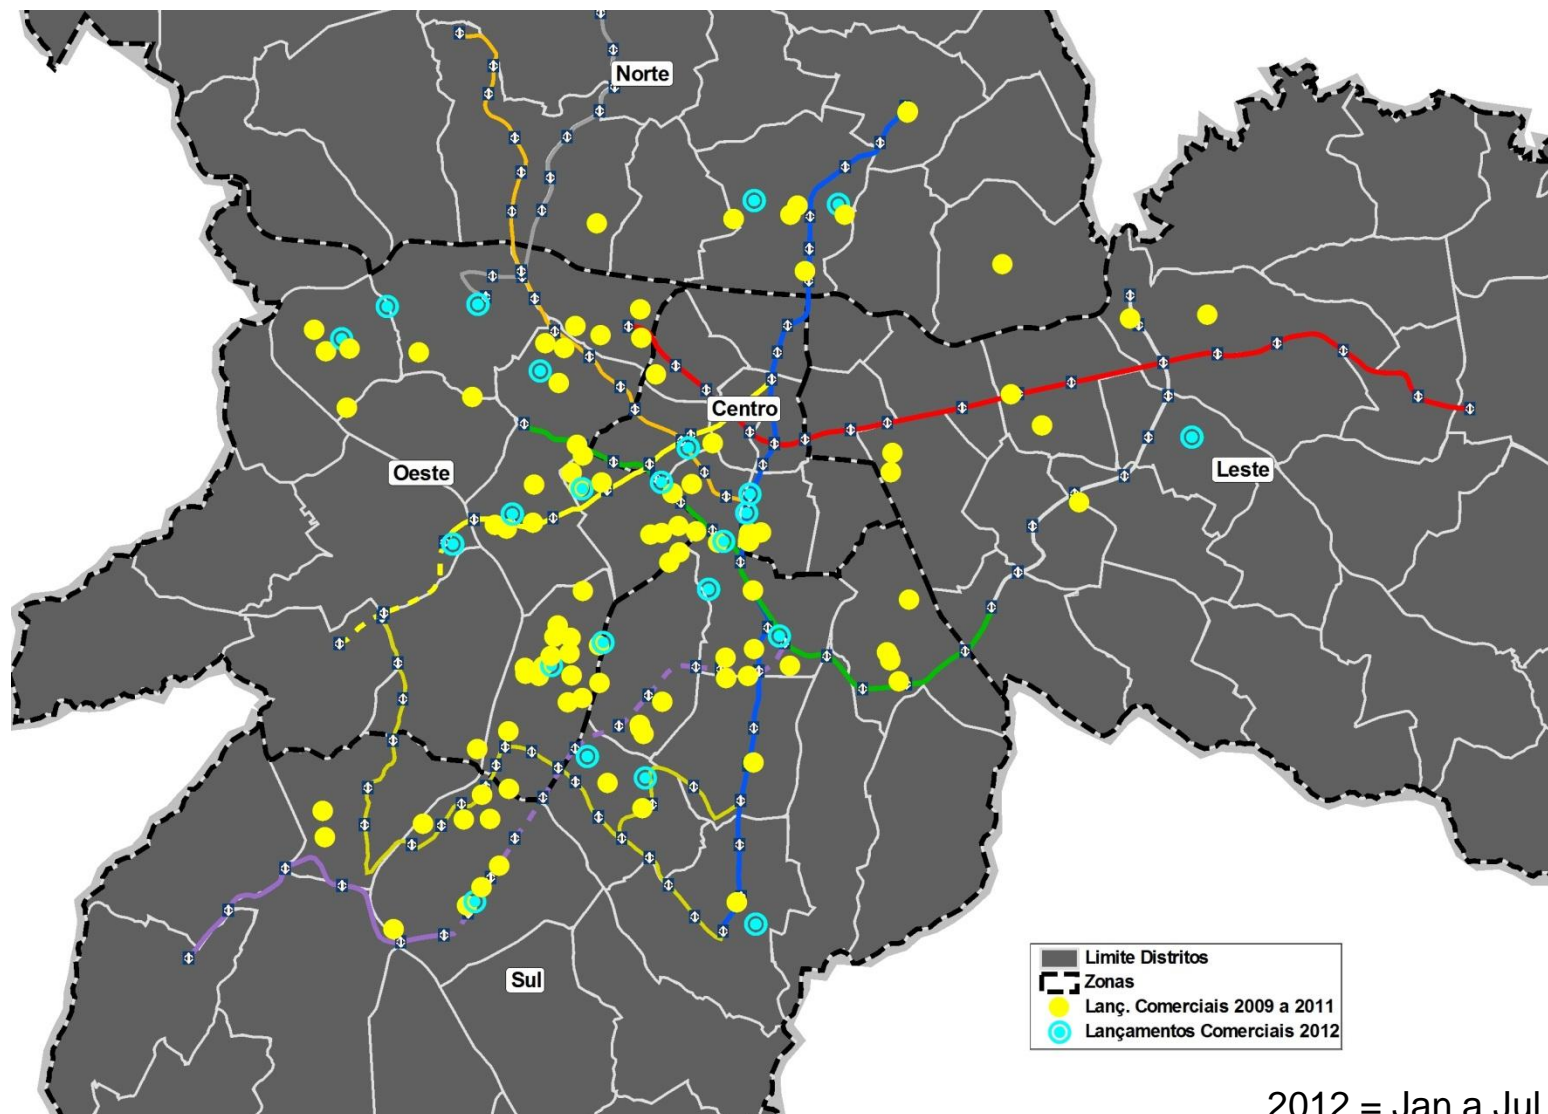 Norte
Centro
Oeste
Leste
Sul
Limite Distritos
Zonas
Lanç. Comerciais 2009 a 2011
Lançamentos Comerciais 2012
2012 = Jan a Jul